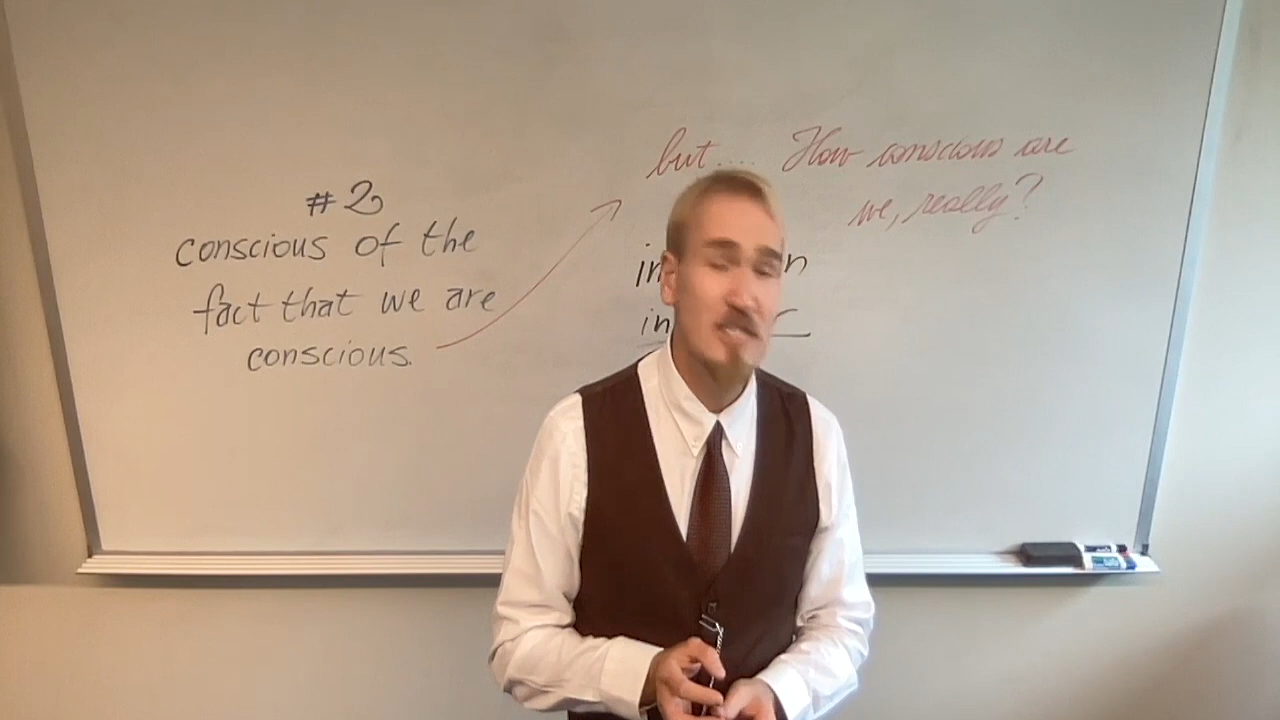 #2
conscious of the
fact that we are
conscious.
but.... How conscious are
we, really?